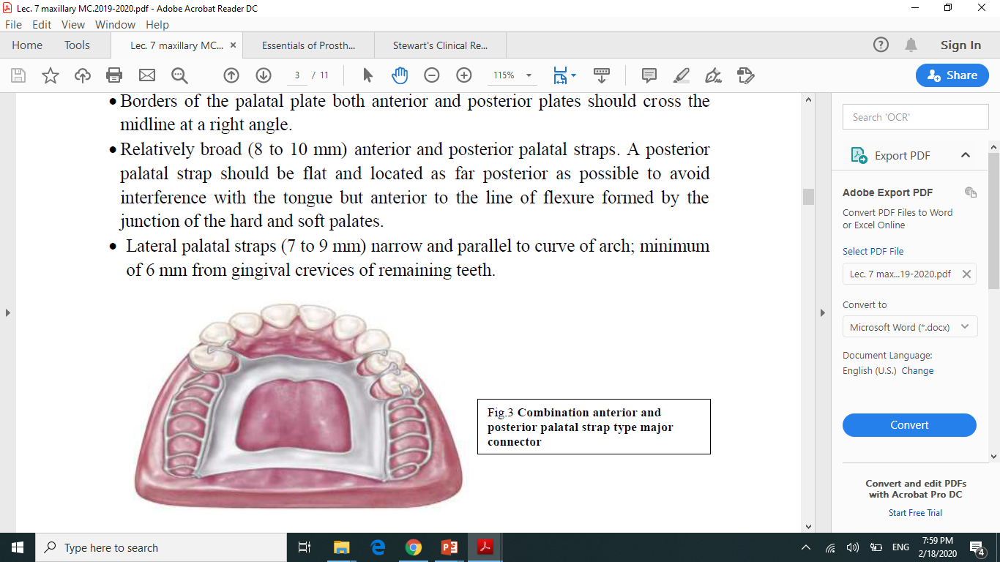 Lec. 7 maxillary MC.2019-2020.pdf - Adobe Acrobat Reader DC
File Edit View Window Help
Home Tools Lec. 7 maxillary MC... × Essentials of Prosth... Stewart's Clinical Re... Sign In
3 / 11 115% Share
• Borders of the palatal plate both anterior and posterior plates should cross the
midline at a right angle.
• Relatively broad (8 to 10 mm) anterior and posterior palatal straps. A posterior
palatal strap should be flat and located as far posterior as possible to avoid
interference with the tongue but anterior to the line of flexure formed by the
junction of the hard and soft palates.
• Lateral palatal straps (7 to 9 mm) narrow and parallel to curve of arch; minimum
of 6 mm from gingival crevices of remaining teeth.
Fig.3 Combination anterior and
posterior palatal strap type major
connector
Search 'OCR'
Export PDF
Adobe Export PDF
Convert PDF Files to Word
or Excel Online
Select PDF File
Lec. 7 max...19-2020.pdf
Convert to
Microsoft Word (*.docx)
Document Language:
English (U.S.) Change
Convert
Convert and edit PDFs
with Acrobat Pro DC
Start Free Trial
Type here to search
ENG
7:59 PM
2/18/2020
4